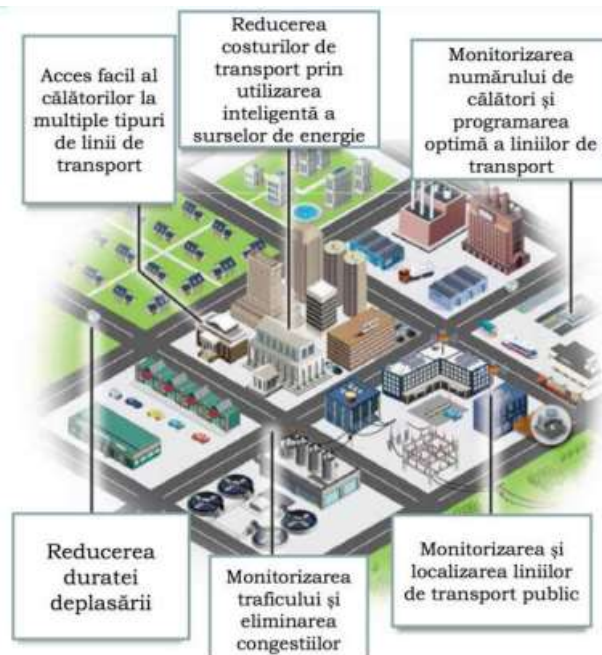 Acces facil al
călătorilor la
multiple tipuri
de linii de
transport
Reducerea
costurilor de
transport prin
utilizarea
inteligentă a
surselor de energie
Monitorizarea
numărului de
călători și
programarea
optimă a liniilor de
transport
Reducerea
duratei
deplasării
Monitorizarea
traficului și
eliminarea
congestiilor
Monitorizarea și
localizarea liniilor
de transport public